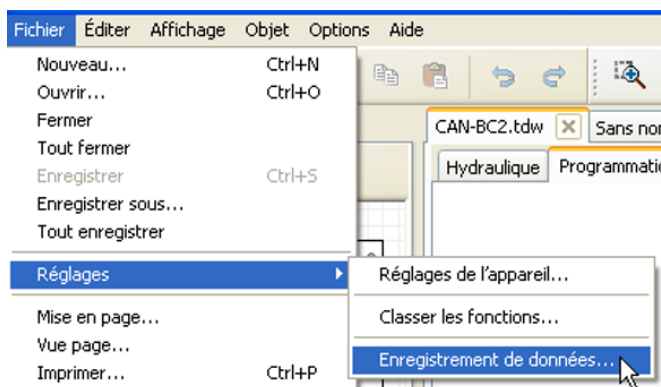 Fichier Éditer Affichage Objet Options Aide
Nouveau... Ctrl+N
Ouvrir... Ctrl+O
Fermer
Tout fermer
Enregistrer Ctrl+S
Enregistrer sous...
Tout enregistrer
Réglages
Mise en page...
Vue page...
Imprimer... Ctrl+P
CAN-BC2.tdw Sans nor
Hydraulique Programmatio
Réglages de l'appareil...
Classer les fonctions...
Enregistrement de données...